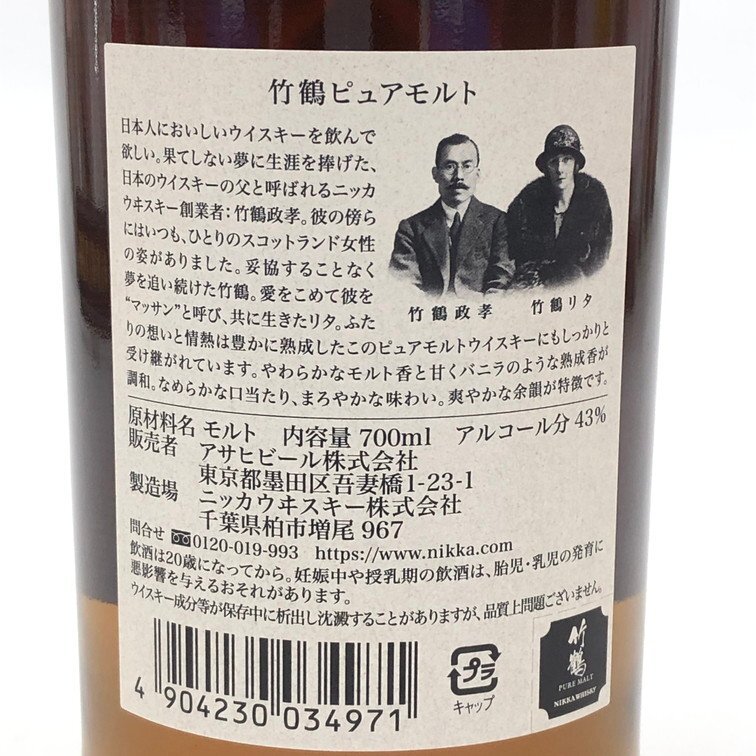 竹鶴ピュアモルト
日本人においしいウイスキーを飲んで
欲しい。果てしない夢に生涯を捧げた、
日本のウイスキーの父と呼ばれるニッカ
ウヰスキー創業者：竹鶴政孝。彼の傍ら
にはいつも、ひとりのスコットランド女性
の姿がありました。妥協することなく
夢を追い続けた竹鶴。愛をこめて彼を
“マッサン”と呼び、共に生きたリタ。ふた
りの想いと情熱は豊かに熟成したこのピュアモルトウイスキーにもしっかりと
受け継がれています。やわらかなモルト香と甘くバニラのような熟成香が
調和。なめらかな口当たり、まろやかな味わい。爽やかな余韻が特徴です。
竹鶴政孝
竹鶴リタ
原材料名 モルト 内容量 700ml アルコール分 43%
販売者 アサヒビール株式会社
東京都墨田区吾妻橋1-23-1
製造場 ニッカウヰスキー株式会社
千葉県柏市増尾 967
問合せ 0120-019-993 https://www.nikka.com
飲酒は20歳になってから。妊娠中や授乳期の飲酒は、胎児・乳児の発育に
悪影響を与えるおそれがあります。
ウイスキー成分等が保存中に析出し沈澱することがありますが、品質上問題ございません。
4 904230 034971
プラ
キャップ
竹鶴
PURE MALT
NIKKA WHISKY